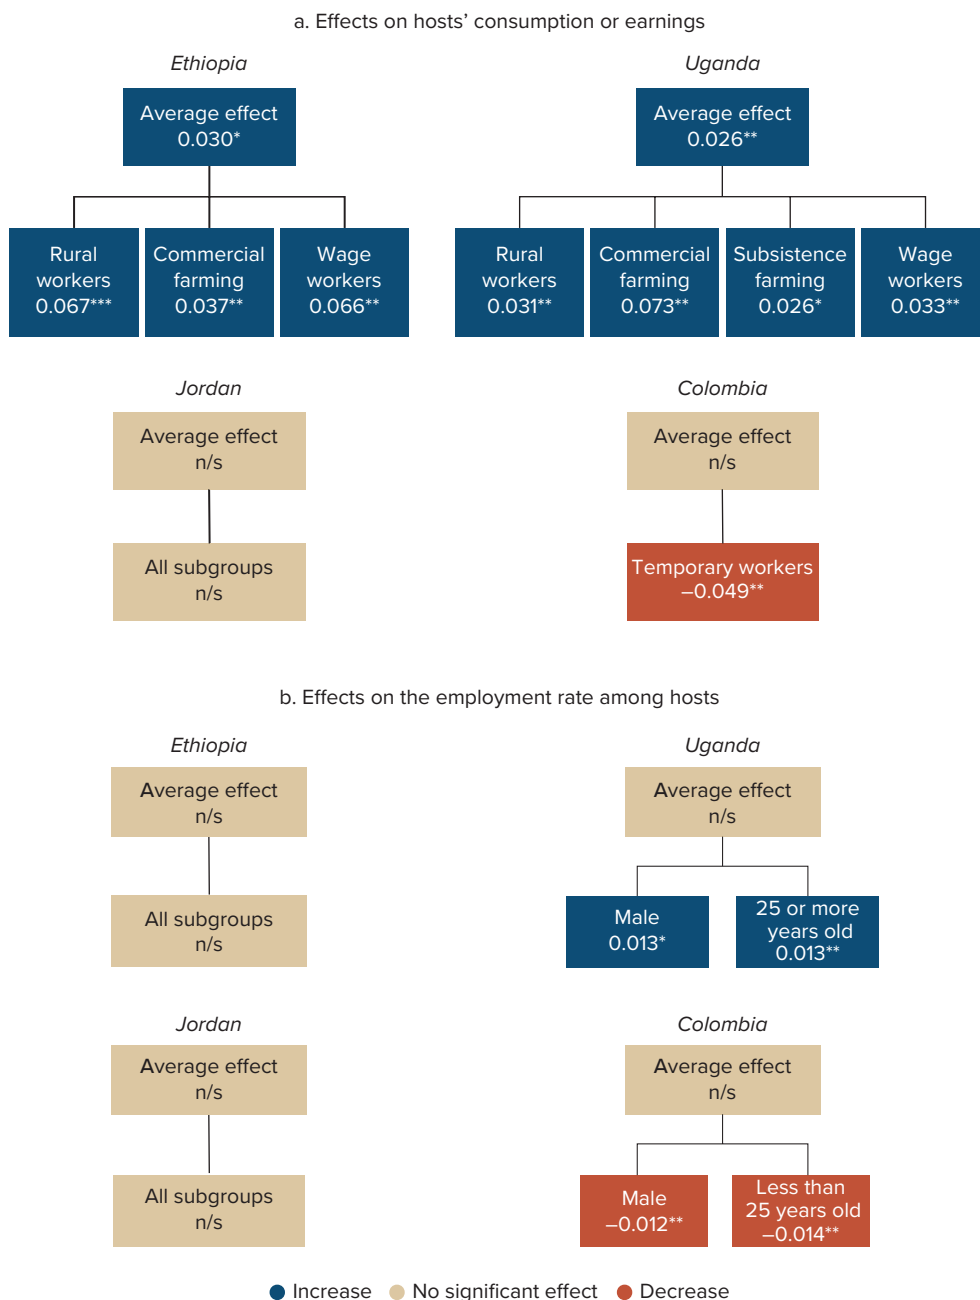 a. Effects on hosts’ consumption or earnings
Ethiopia
Average effect
0.030*
Rural
workers
0.067***
Commercial
farming
0.037**
Wage
workers
0.066**
Uganda
Average effect
0.026**
Rural
workers
0.031**
Commercial
farming
0.073**
Subsistence
farming
0.026*
Wage
workers
0.033**
Jordan
Average effect
n/s
All subgroups
n/s
Colombia
Average effect
n/s
Temporary workers
–0.049**
b. Effects on the employment rate among hosts
Ethiopia
Average effect
n/s
All subgroups
n/s
Uganda
Average effect
n/s
Male
0.013*
25 or more
years old
0.013**
Jordan
Average effect
n/s
All subgroups
n/s
Colombia
Average effect
n/s
Male
–0.012**
Less than
25 years old
–0.014**
Increase
No significant effect
Decrease